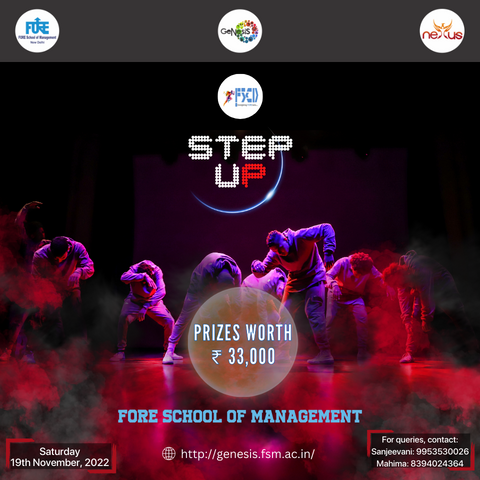 FORE
FORE School of Management
New Delhi
GeNesis
neXus
FSCD
STEP
UP
PRIZES WORTH
₹ 33,000
FORE SCHOOL OF MANAGEMENT
Saturday
19th November, 2022
http://genesis.fsm.ac.in/
For queries, contact:
Sanjeevani: 9953530026
Mahima: 8394024364